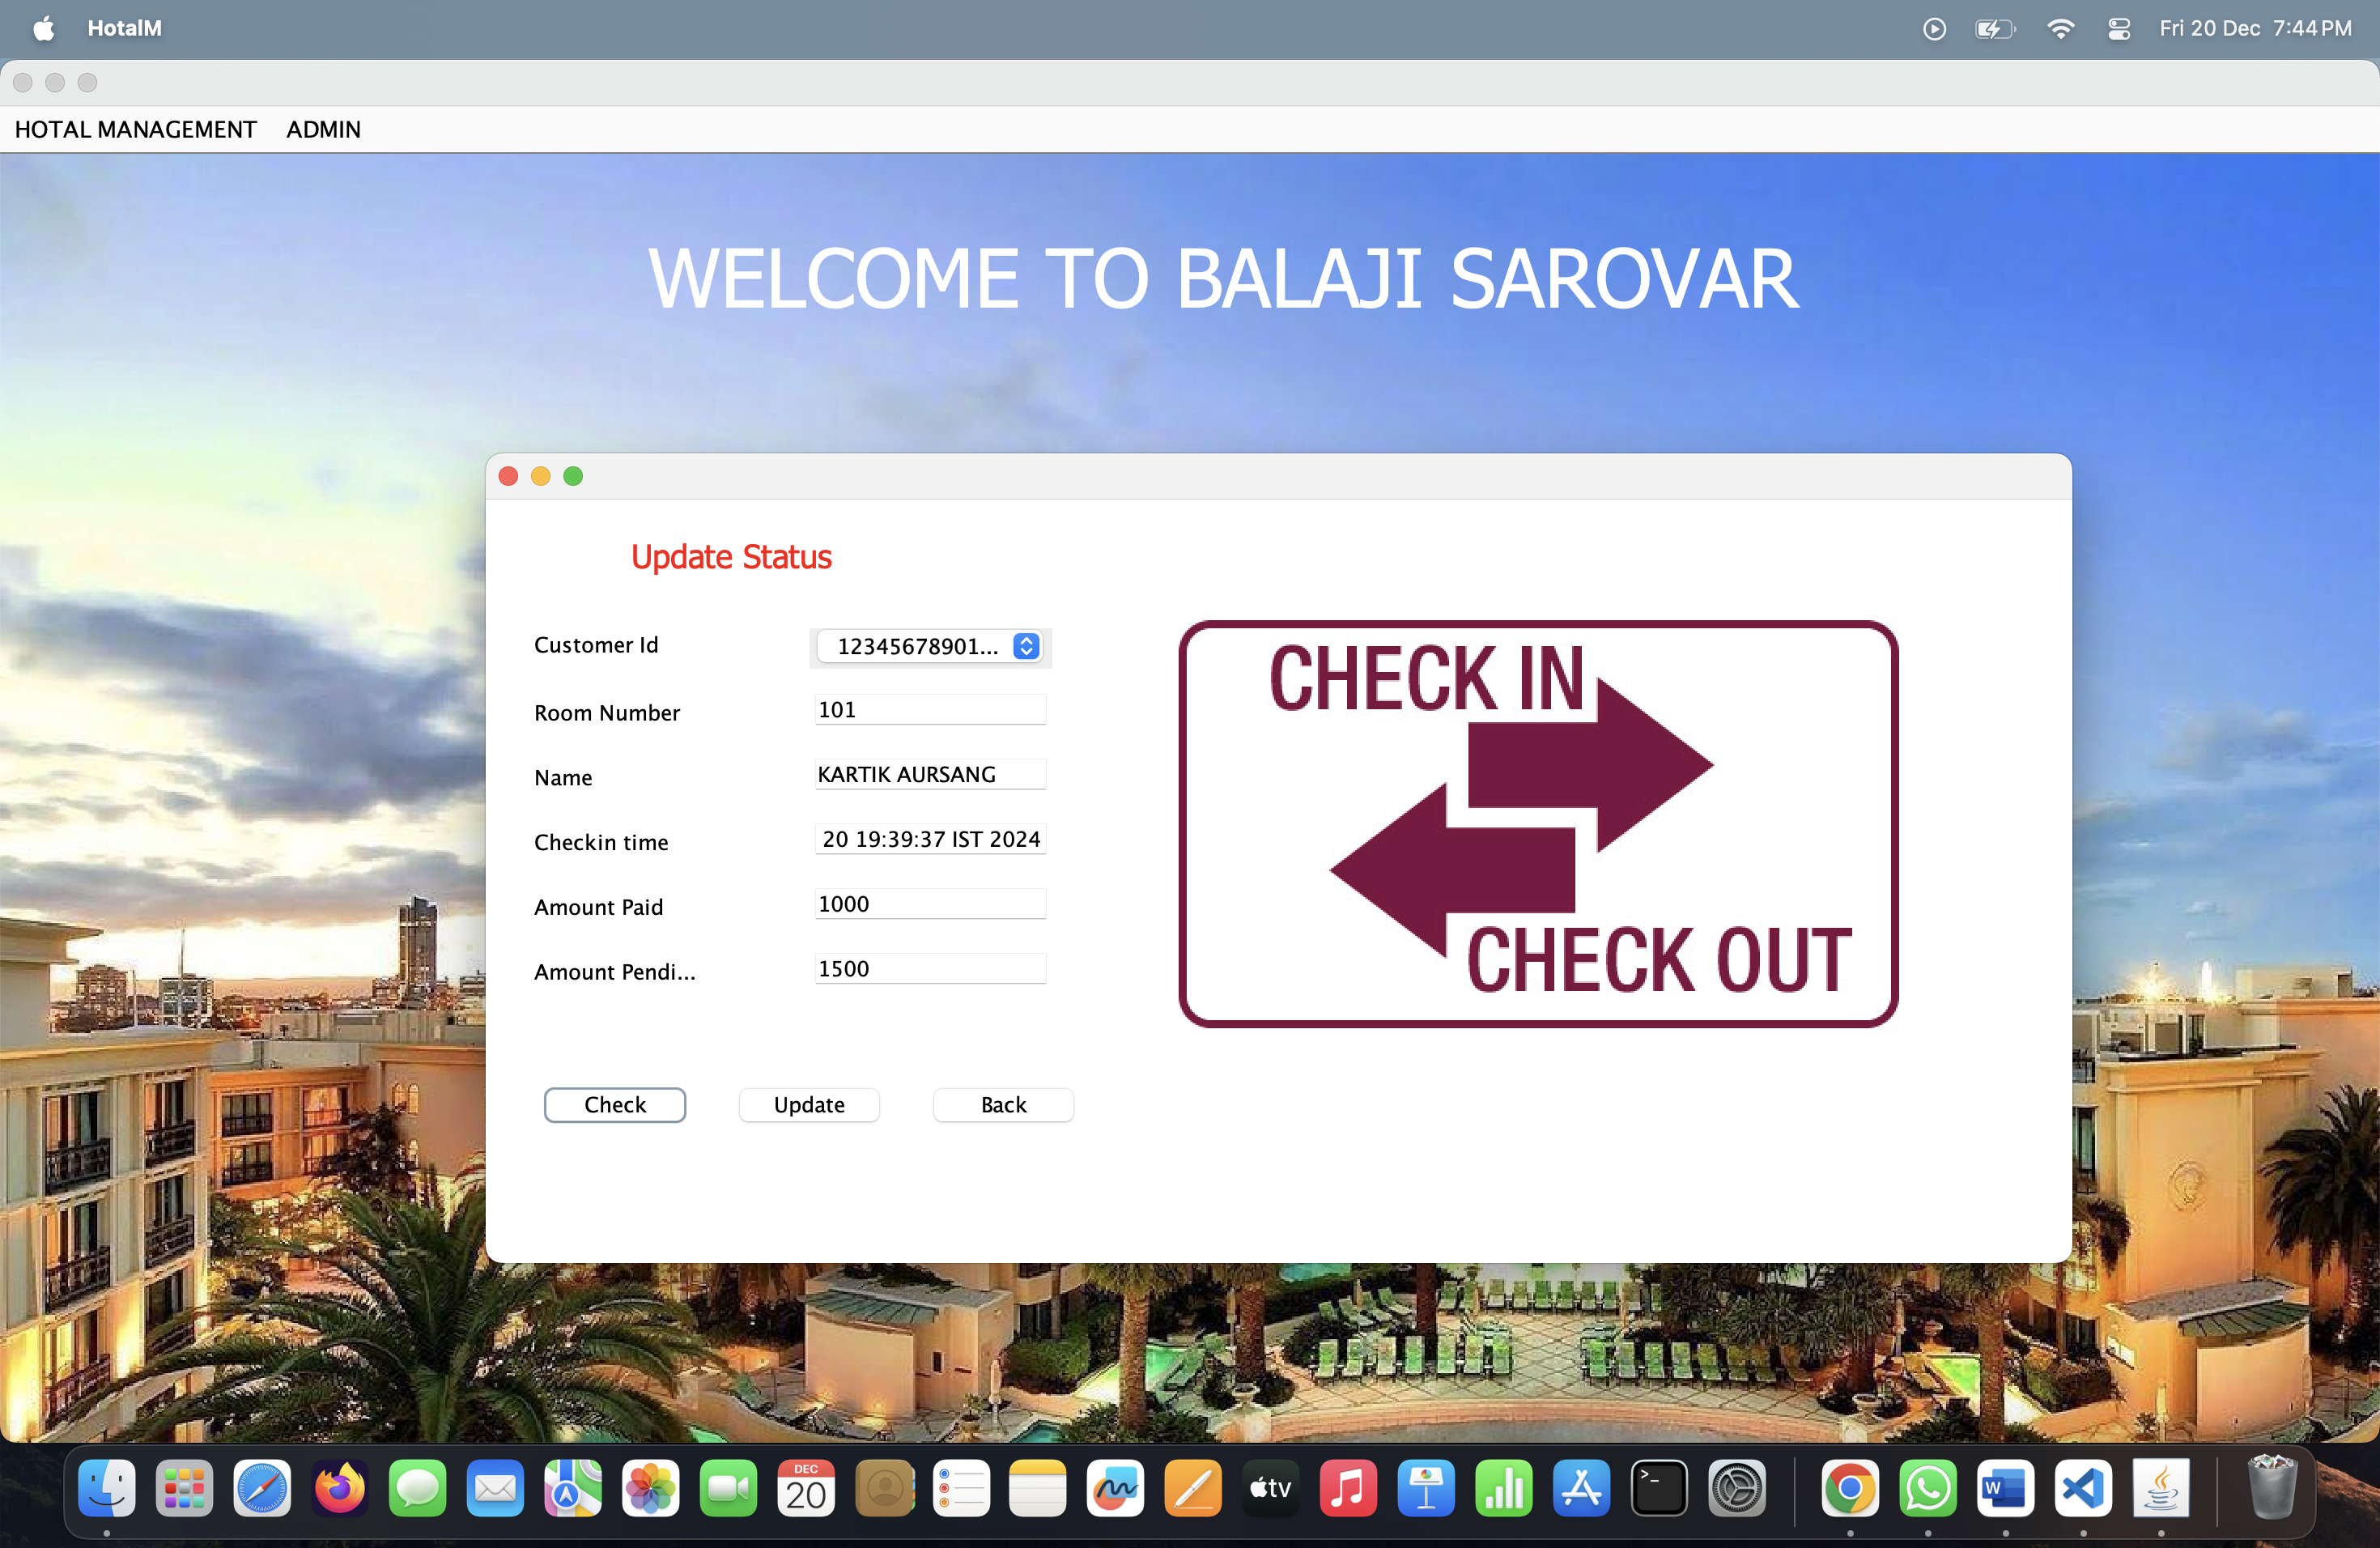 HotalM
Fri 20 Dec 7:44 PM
HOTAL MANAGEMENT ADMIN
WELCOME TO BALAJI SAROVAR
Update Status
Customer Id 12345678901...
Room Number 101
Name KARTIK AURSANG
Checkin time 20 19:39:37 IST 2024
Amount Paid 1000
Amount Pendi... 1500
Check Update Back
CHECK IN
CHECK OUT
DEC
20
tv
>_
W